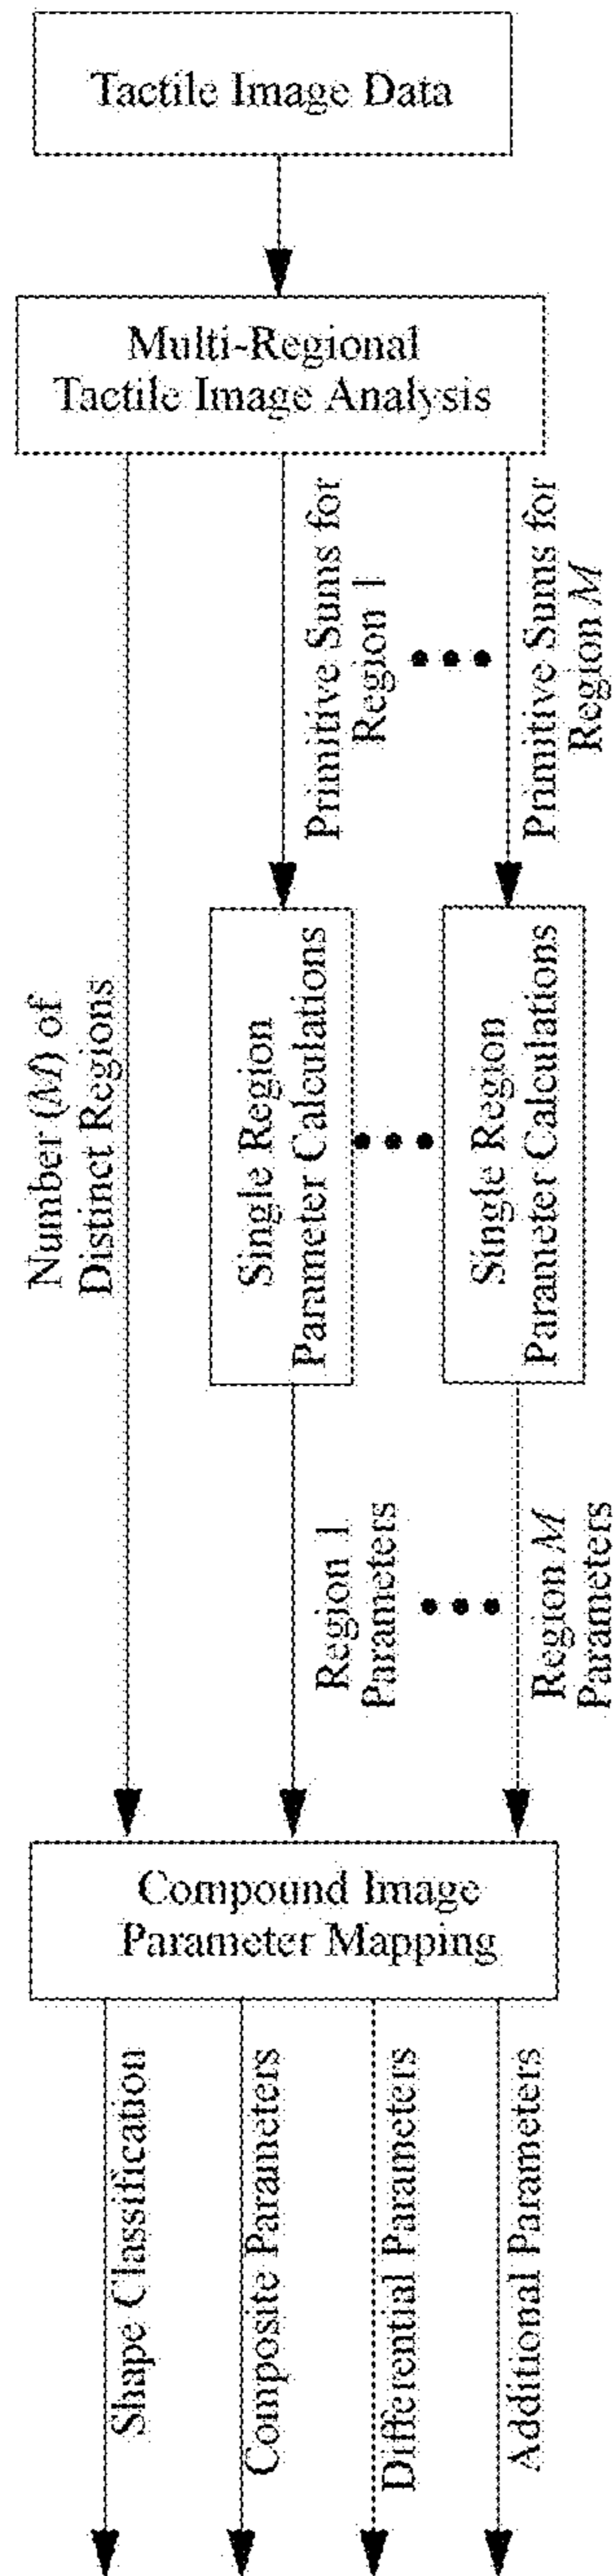 Tactile Image Data
Multi-Regional
Tactile Image Analysis
Primitive Sums for
Region 1
Primitive Sums for
Region M
Number (M) of
Distinct Regions
Single Region
Parameter Calculations
Single Region
Parameter Calculations
Region 1
Parameters
Region M
Parameters
Compound Image
Parameter Mapping
Shape Classification
Composite Parameters
Differential Parameters
Additional Parameters